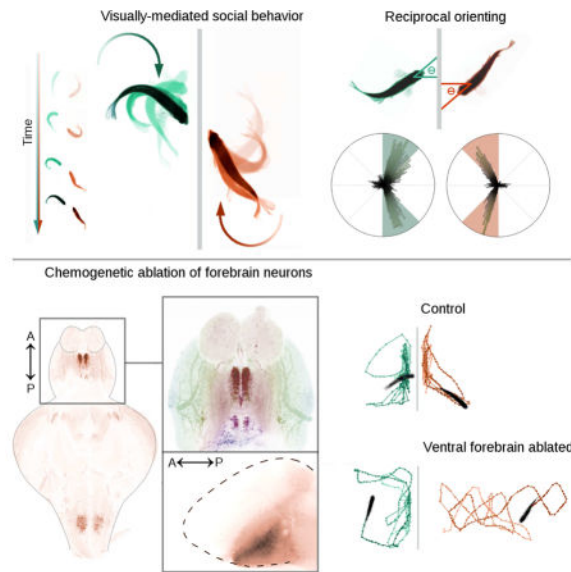 Visually-mediated social behavior
Reciprocal orienting
Time
Θ
Θ
Chemogenetic ablation of forebrain neurons
A
P
A
P
Control
Ventral forebrain ablated